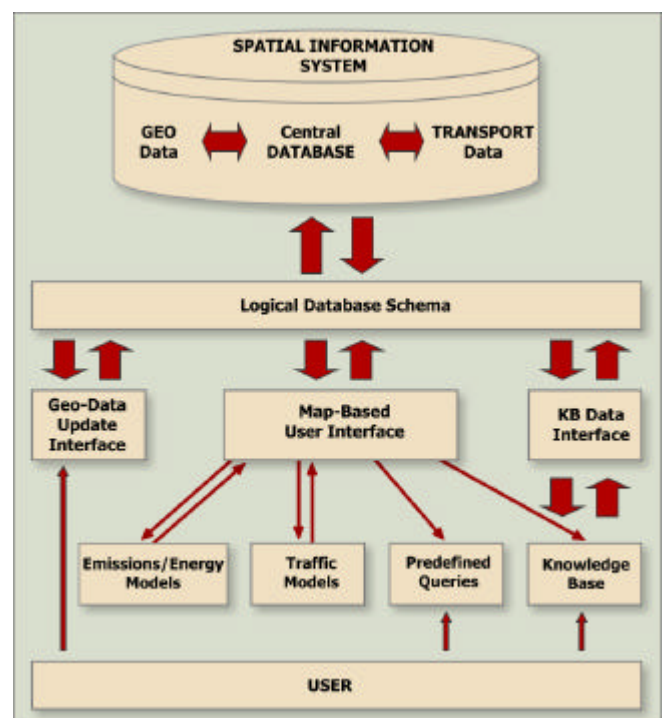 SPATIAL INFORMATION
SYSTEM
GEO
Data
Central
DATABASE
TRANSPORT
Data
Logical Database Schema
Geo-Data
Update
Interface
Map-Based
User Interface
KB Data
Interface
Emissions/Energy
Models
Traffic
Models
Predefined
Queries
Knowledge
Base
USER